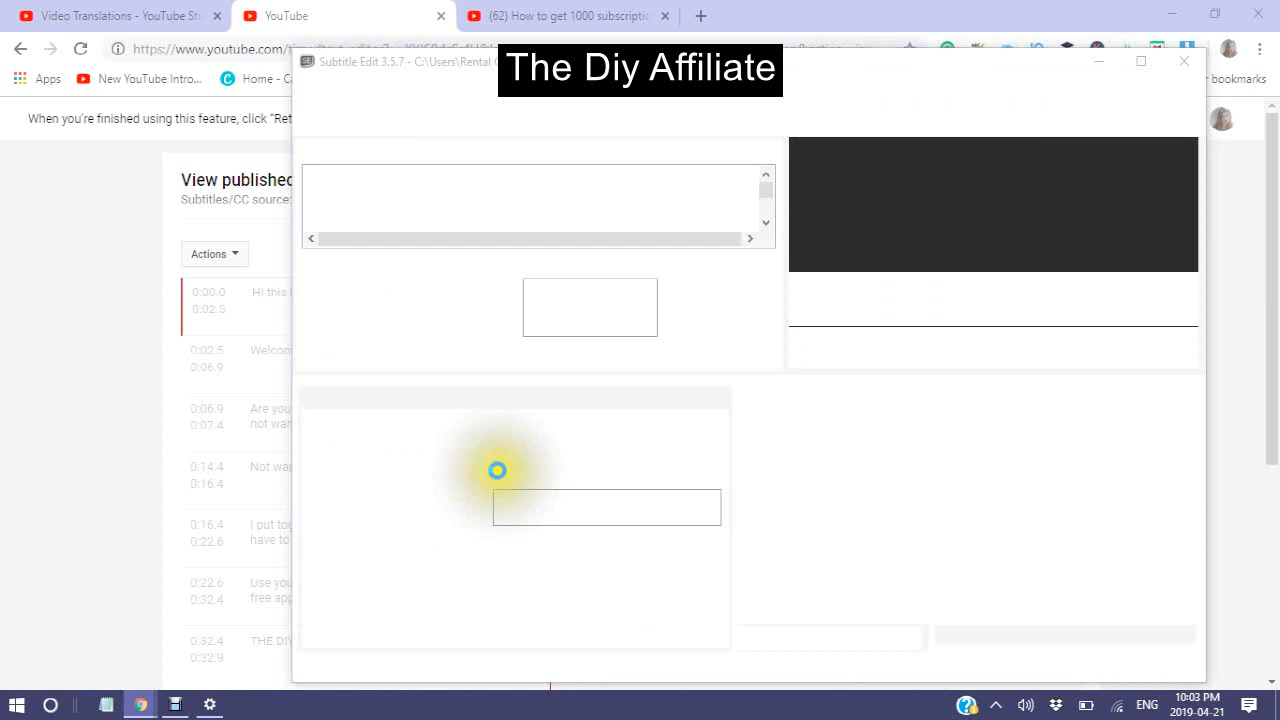 Video Translations - YouTube St
YouTube
(62) How to get 1000 subscriptio
https://www.youtube.com/
Apps
New YouTube Intro...
Home - C
bookmarks
Subtitle Edit 3.5.7 - C:\Users\Rental
The Diy Affiliate
When you're finished using this feature, click "Ret
View published
Subtitles/CC source:
Actions
0:00.0
Hi this
0:02.5
0:02.5
Welcom
0:06.9
0:06.9
Are you
0:07.4
not wan
0:14.4
Not wa
0:16.4
0:16.4
I put tog
0:22.6
have to
0:22.6
Use you
0:32.4
free app
0:32.4
THE DIY
0:32.9
ENG
10:03 PM
2019-04-21